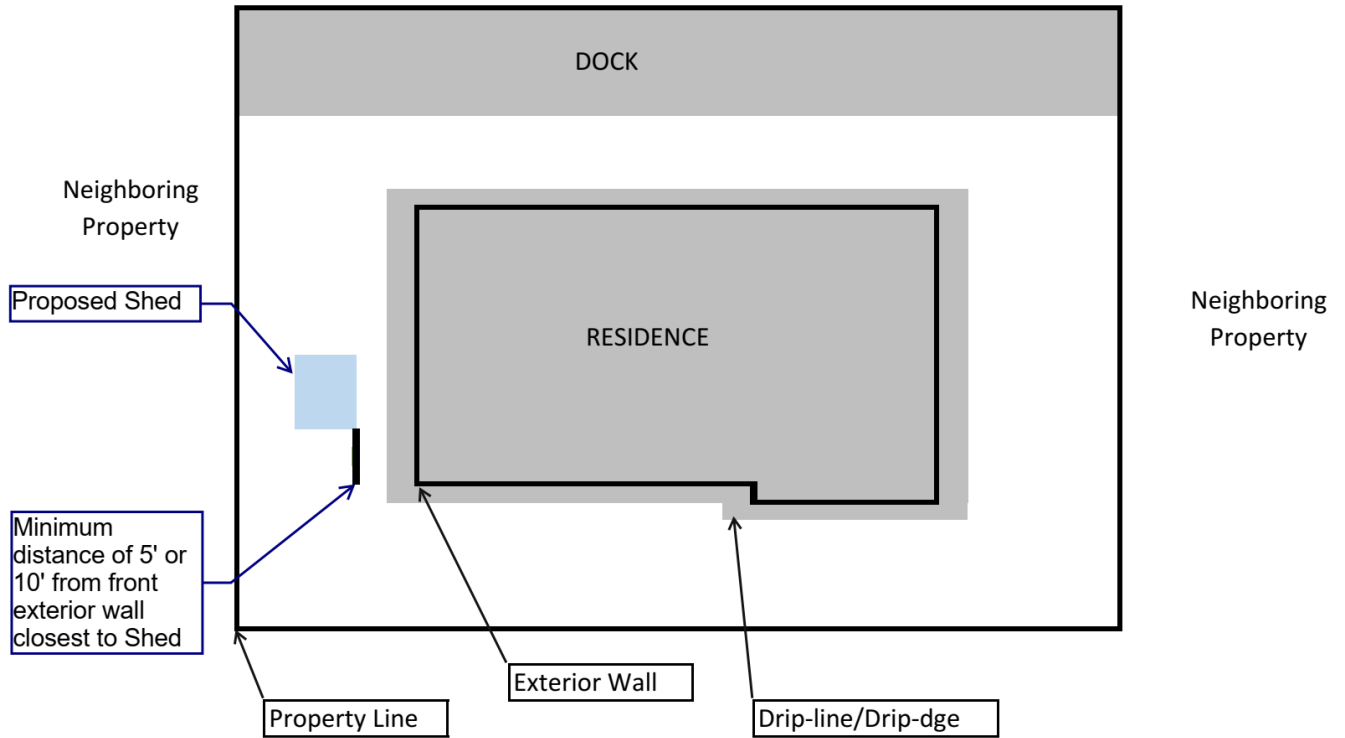 DOCK
Neighboring
Property
Proposed Shed
RESIDENCE
Neighboring
Property
Minimum
distance of 5' or
10' from front
exterior wall
closest to Shed
Exterior Wall
Property Line
Drip-line/Drip-dge